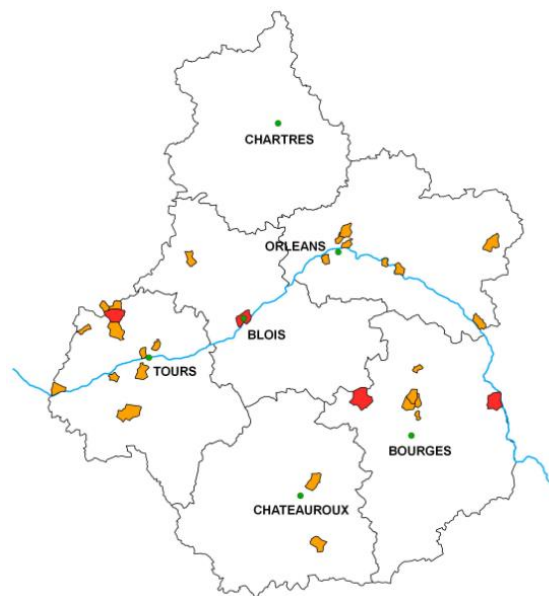 CHARTRES
ORLEANS
BLOIS
TOURS
BOURGES
CHATEAUROUX